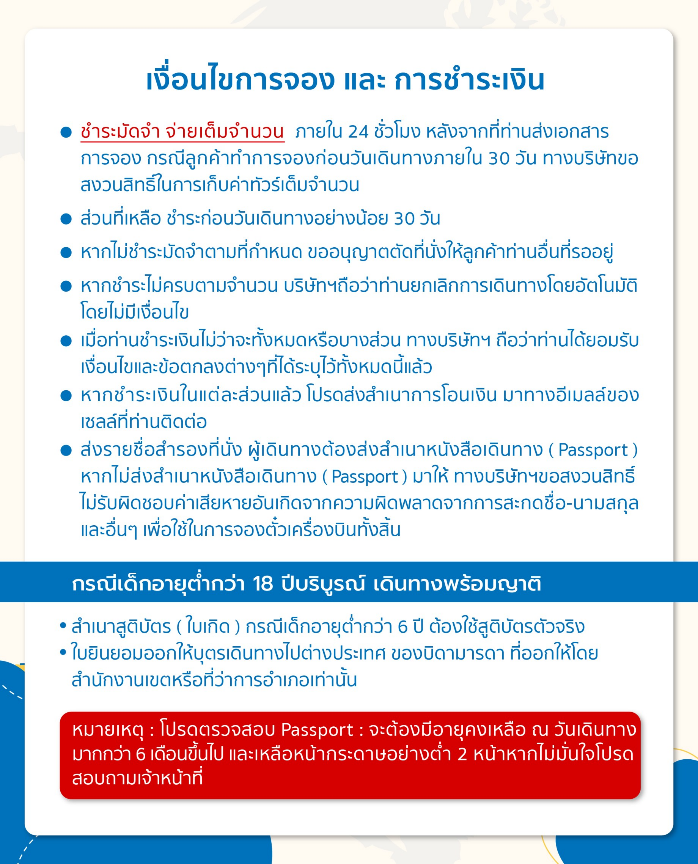 เงื่อนไขการจอง และ การชำระเงิน
● ชำระมัดจำ จ่ายเต็มจำนวน ภายใน 24 ชั่วโมง หลังจากที่ท่านส่งเอกสาร
การจอง กรณีลูกค้าทำการจองก่อนวันเดินทางภายใน 30 วัน ทางบริษัทขอ
สงวนสิทธิ์ในการเก็บค่าทัวร์เต็มจำนวน
● ส่วนที่เหลือ ชำระก่อนวันเดินทางอย่างน้อย 30 วัน
● หากไม่ชำระมัดจำตามที่กำหนด ขออนุญาตตัดที่นั่งให้ลูกค้าท่านอื่นที่รออยู่
● หากชำระไม่ครบตามจำนวน บริษัทฯถือว่าท่านยกเลิกการเดินทางโดยอัตโนมัติ
โดยไม่มีเงื่อนไข
● เมื่อท่านชำระเงินไม่ว่าจะทั้งหมดหรือบางส่วน ทางบริษัทฯ ถือว่าท่านได้ยอมรับ
เงื่อนไขและข้อตกลงต่างๆที่ได้ระบุไว้ทั้งหมดนี้แล้ว
● หากชำระเงินในแต่ละส่วนแล้ว โปรดส่งสำเนาการโอนเงิน มาทางอีเมลล์ของ
เซลล์ที่ท่านติดต่อ
● ส่งรายชื่อสำรองที่นั่ง ผู้เดินทางต้องส่งสำเนาหนังสือเดินทาง ( Passport )
หากไม่ส่งสำเนาหนังสือเดินทาง ( Passport ) มาให้ ทางบริษัทฯขอสงวนสิทธิ์
ไม่รับผิดชอบค่าเสียหายอันเกิดจากความผิดพลาดจากการสะกดชื่อ-นามสกุล
และอื่นๆ เพื่อใช้ในการจองตั๋วเครื่องบินทั้งสิ้น
กรณีเด็กอายุต่ำกว่า 18 ปีบริบูรณ์ เดินทางพร้อมญาติ
• สำเนาสูติบัตร ( ใบเกิด ) กรณีเด็กอายุต่ำกว่า 6 ปี ต้องใช้สูติบัตรตัวจริง
• ใบยินยอมออกให้บุตรเดินทางไปต่างประเทศ ของบิดามารดา ที่ออกให้โดย
สำนักงานเขตหรือที่ว่าการอำเภอเท่านั้น
หมายเหตุ : โปรดตรวจสอบ Passport : จะต้องมีอายุคงเหลือ ณ วันเดินทาง
มากกว่า 6 เดือนขึ้นไป และเหลือหน้ากระดาษอย่างต่ำ 2 หน้าหากไม่มั่นใจโปรด
สอบถามเจ้าหน้าที่